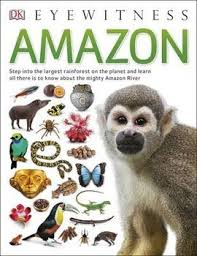 DK EYEWITNESS
AMAZON
Step into the largest rainforest on the planet and learn
all there is to know about the mighty Amazon River